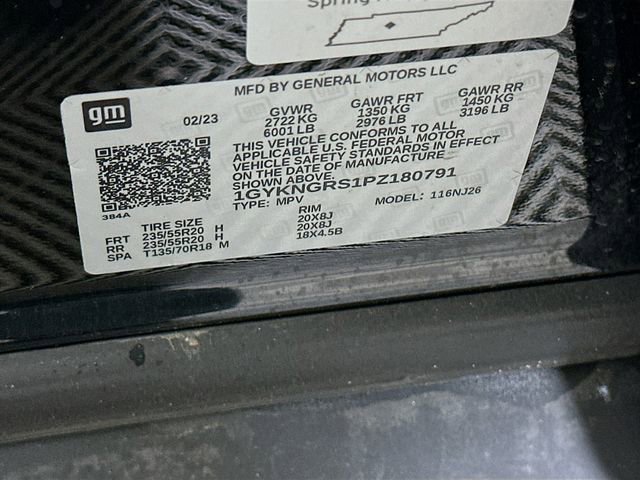 Spring
MFD BY GENERAL MOTORS LLC
gm
02/23
GVWR GAWR FRT GAWR RR
2722 KG 1350 KG 1450 KG
6001 LB 2976 LB 3196 LB
THIS VEHICLE CONFORMS TO ALL
APPLICABLE U.S. FEDERAL MOTOR
VEHICLE SAFETY STANDARDS IN EFFECT
ON THE DATE OF MANUFACTURE
SHOWN ABOVE.
1GYKNGRS1PZ180791
TYPE: MPV MODEL: 116NJ26
384A
TIRE SIZE RIM
FRT 235/55R20 H 20X8J
RR 235/55R20 H 20X8J
SPA T135/70R18 M 18X4.5B